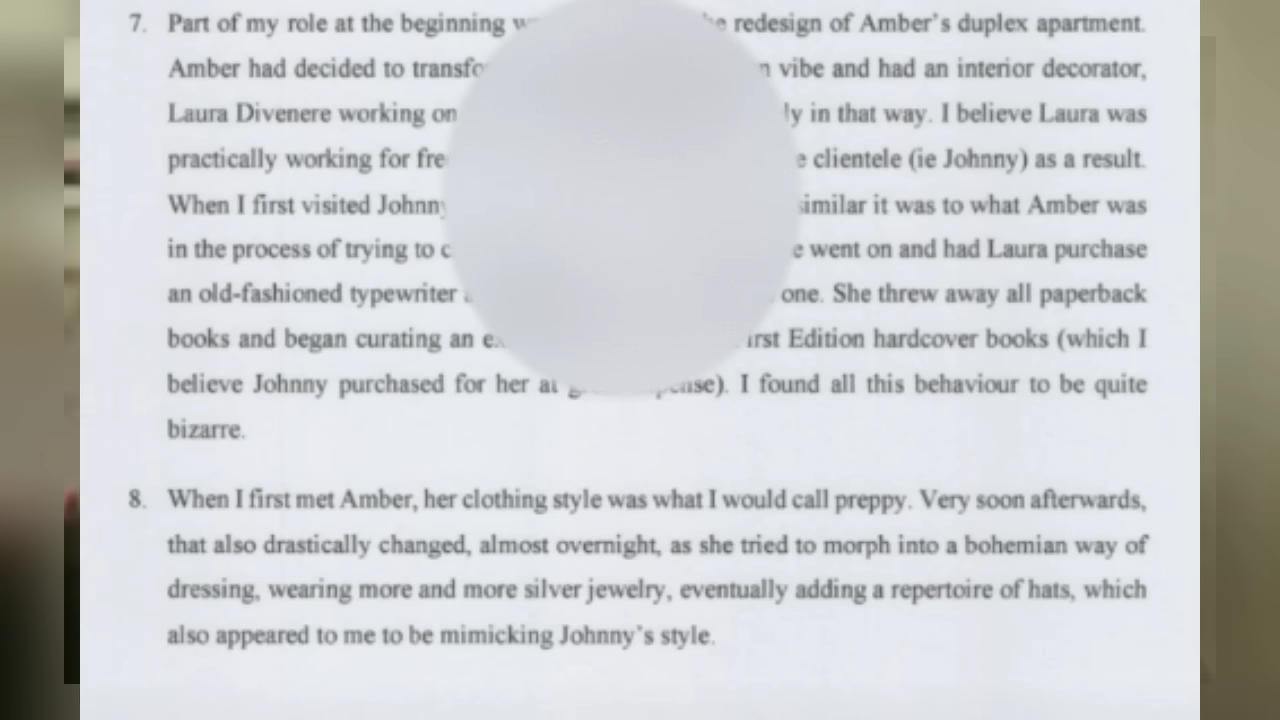 7. Part of my role at the beginning redesign of Amber's duplex apartment.
Amber had decided to vibe and had an interior decorator,
Laura Divenere working on in that way. I believe Laura was
practically working for clientele (ie Johnny) as a result.
When I first visited it was to what Amber was
in the process of trying to went on and had Laura purchase
an old-fashioned typewriter one. She threw away all paperback
books and began curating an Edition hardcover books (which I
believe Johnny purchased for her at I found all this behaviour to be quite
bizarre.
8. When I first met Amber, her clothing style was what I would call preppy. Very soon afterwards,
that also drastically changed, almost overnight, as she tried to morph into a bohemian way of
dressing, wearing more and more silver jewelry, eventually adding a repertoire of hats, which
also appeared to me to be mimicking Johnny's style.